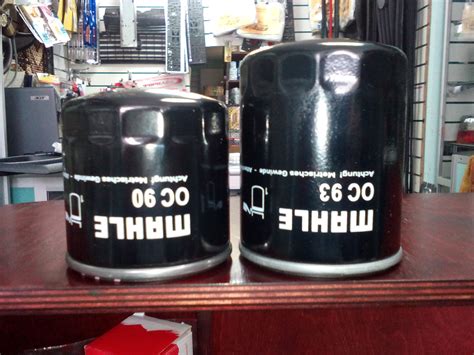 MAHLE
OC 90
Achtung! Metrisches Gewinde -
MAHLE
OC 93
Achtung! Metrisches Gewinde -